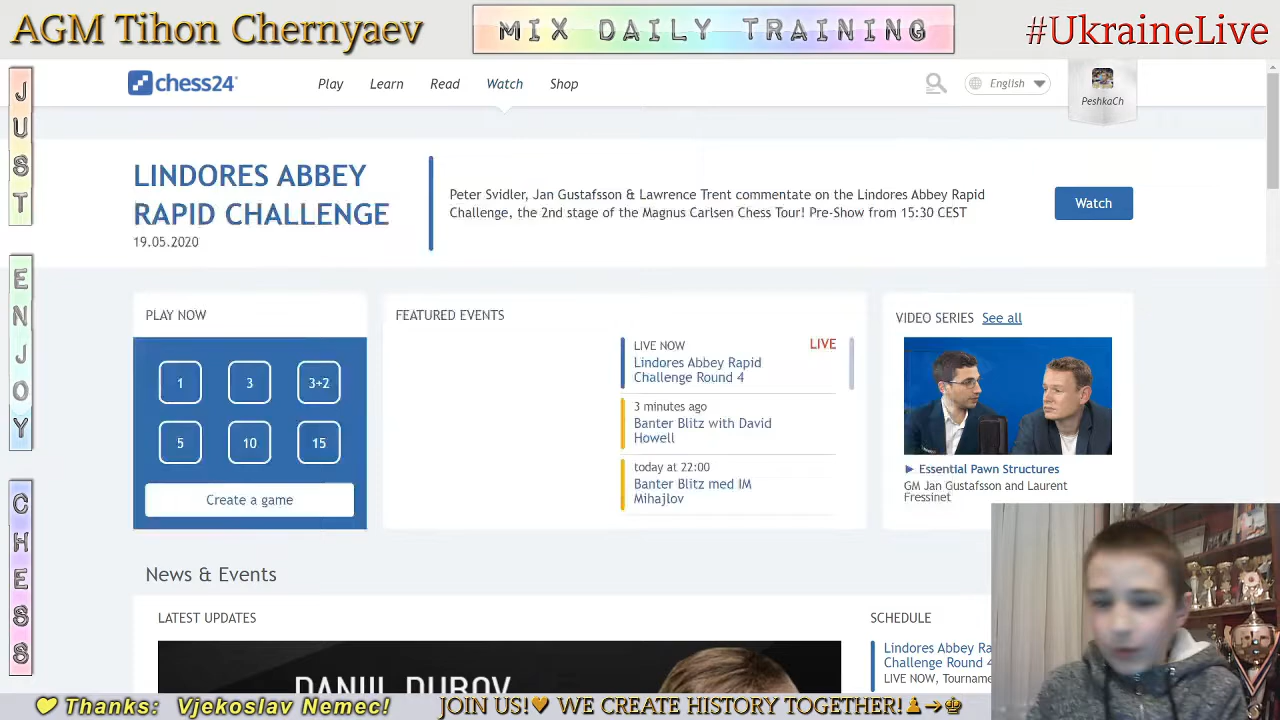 AGM Tihon Chernyaev
MIX DAILY TRAINING
#UkraineLive
JUST
ENJOY
CHESS
chess24
Play
Learn
Read
Watch
Shop
English
PeshkaCh
LINDORES ABBEY
RAPID CHALLENGE
19.05.2020
Peter Svidler, Jan Gustafsson & Lawrence Trent commentate on the Lindores Abbey Rapid
Challenge, the 2nd stage of the Magnus Carlsen Chess Tour! Pre-Show from 15:30 CEST
Watch
PLAY NOW
1
3
3+2
5
10
15
Create a game
FEATURED EVENTS
LIVE NOW
LIVE
Lindores Abbey Rapid
Challenge Round 4
3 minutes ago
Banter Blitz with David
Howell
today at 22:00
Banter Blitz med IM
Mihajlov
VIDEO SERIES See all
Essential Pawn Structures
GM Jan Gustafsson and Laurent
Fressinet
News & Events
LATEST UPDATES
DANIIL DUBOV
SCHEDULE
Lindores Abbey Ra
Challenge Round 4
LIVE NOW, Tourname
Thanks: Vjekoslav Nemec!
JOIN US! WE CREATE HISTORY TOGETHER!